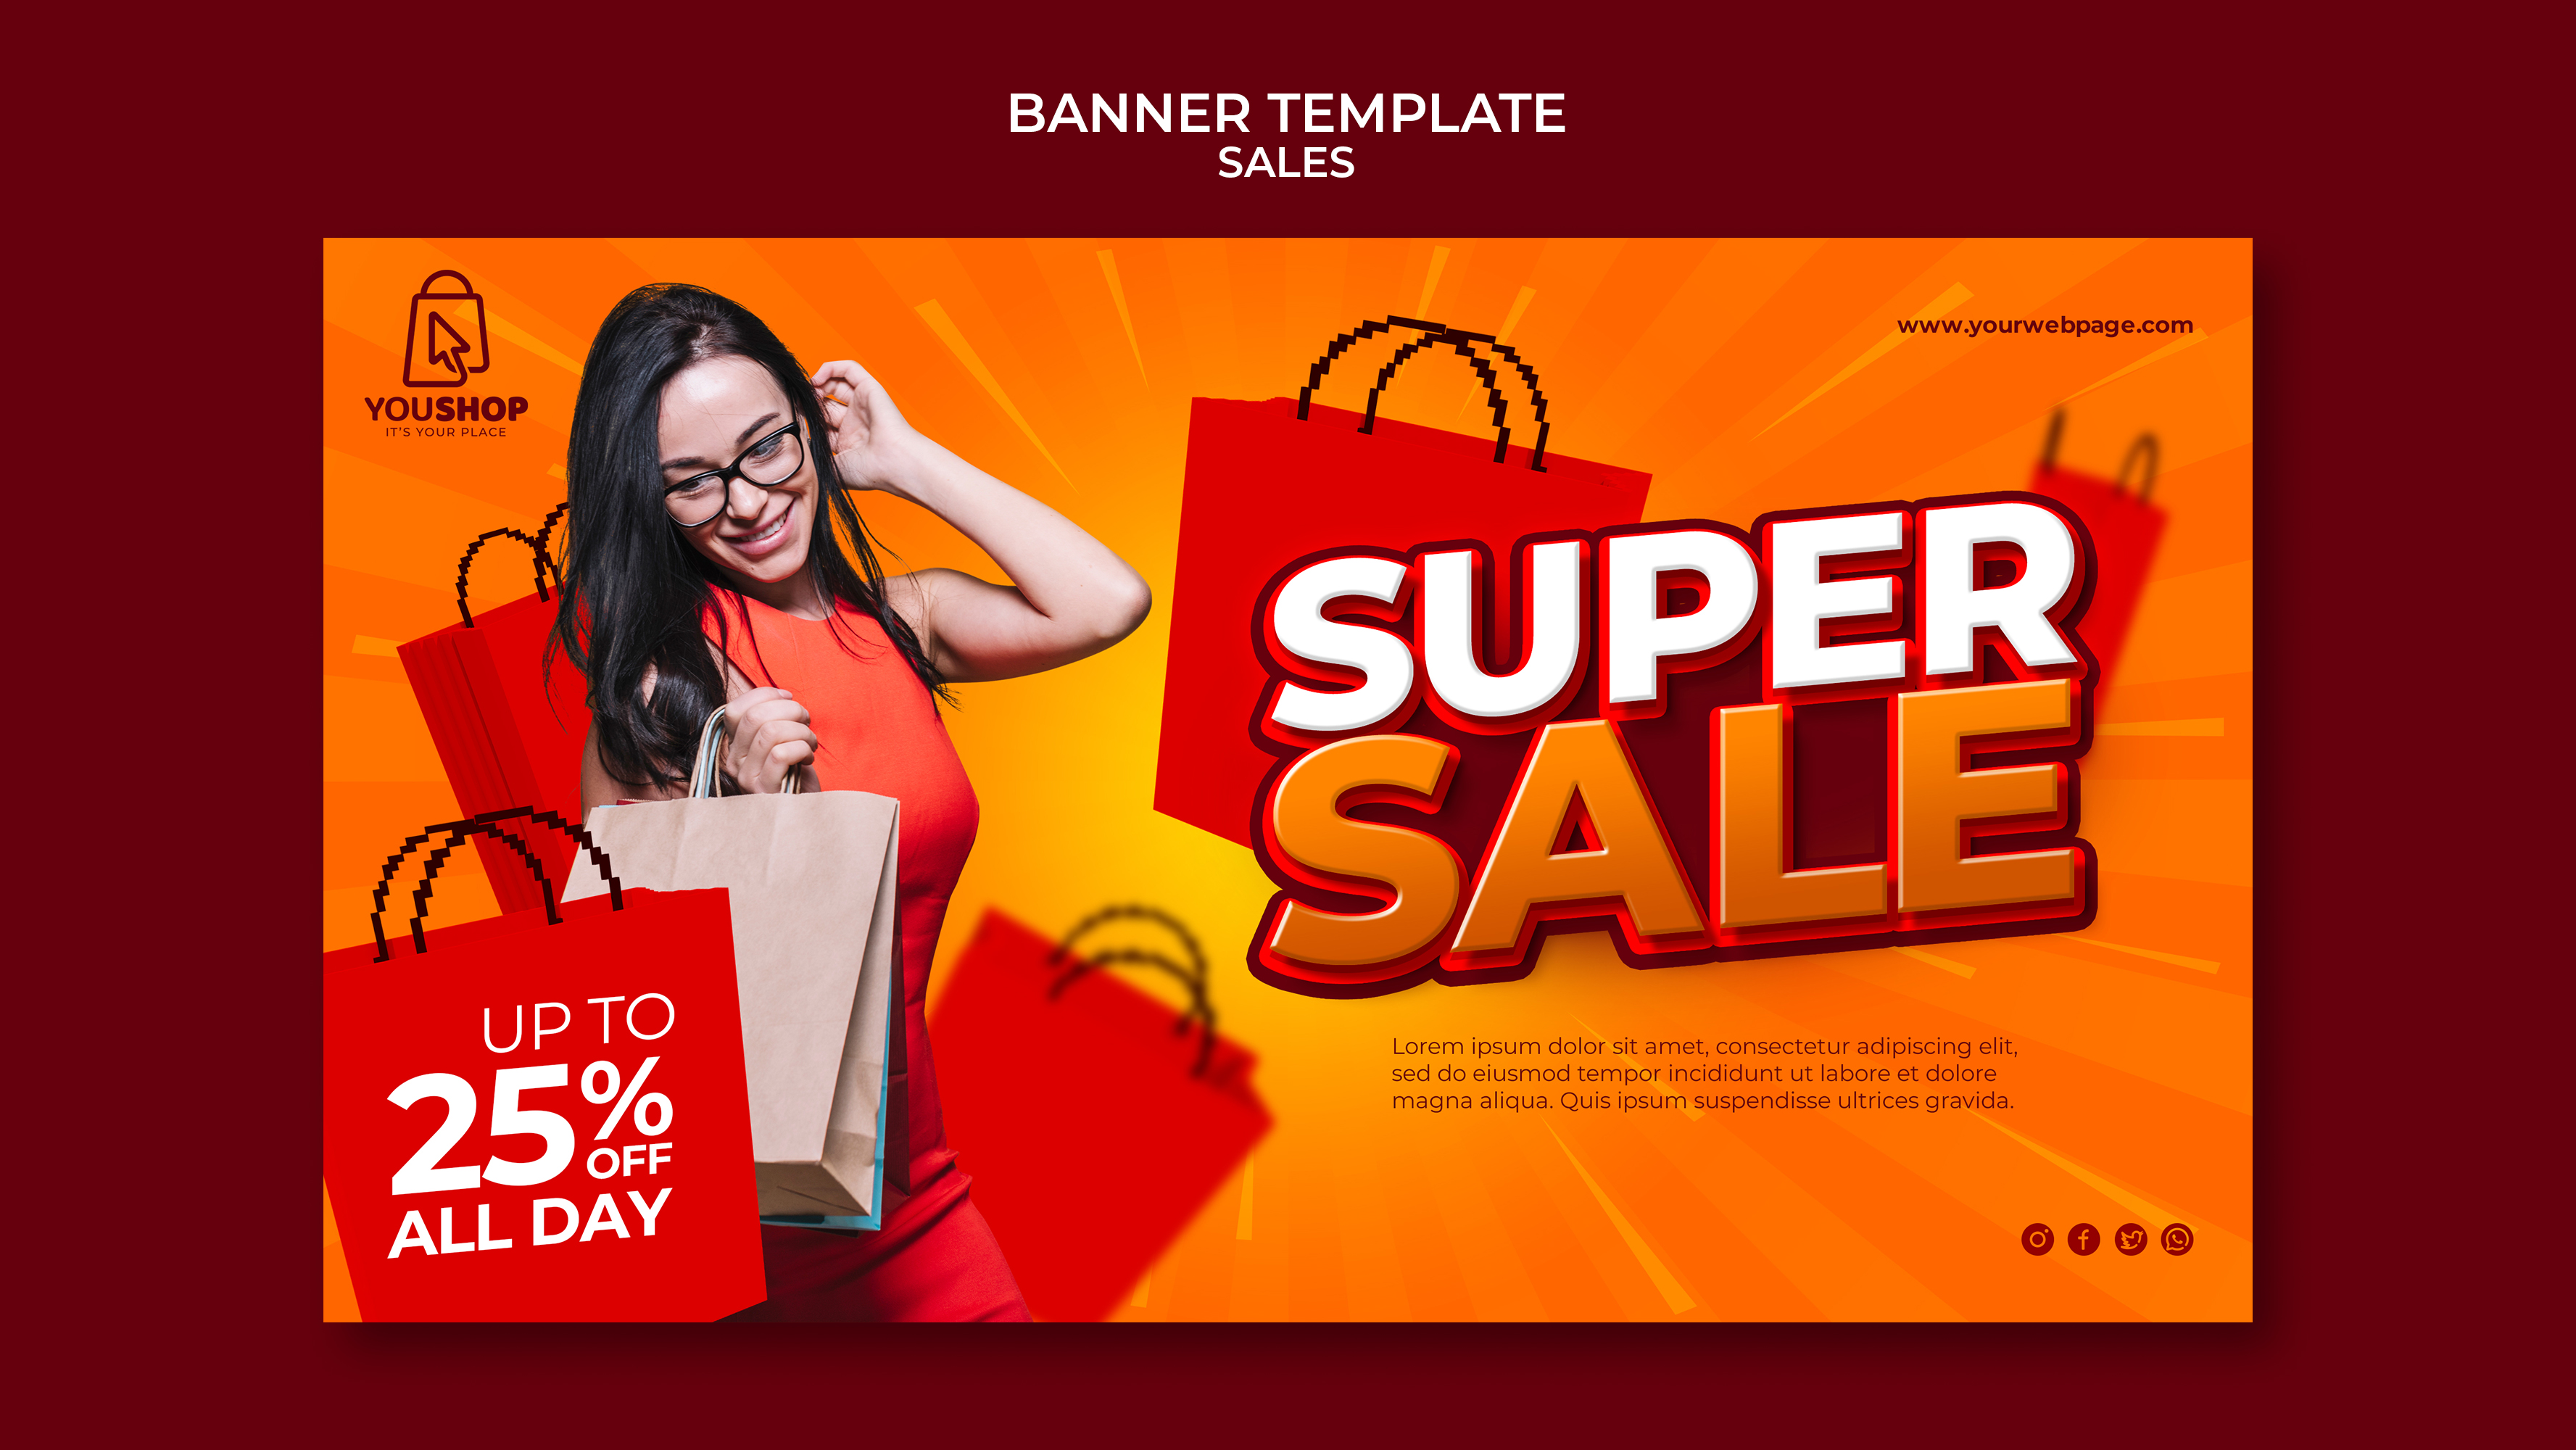 BANNER TEMPLATE
SALES
YOUSHOP
IT'S YOUR PLACE
www.yourwebpage.com
SUPER
SALE
UP TO
25%
OFF
ALL DAY
Lorem ipsum dolor sit amet, consectetur adipiscing elit,
sed do eiusmod tempor incididunt ut labore et dolore
magna aliqua. Quis ipsum suspendisse ultrices gravida.